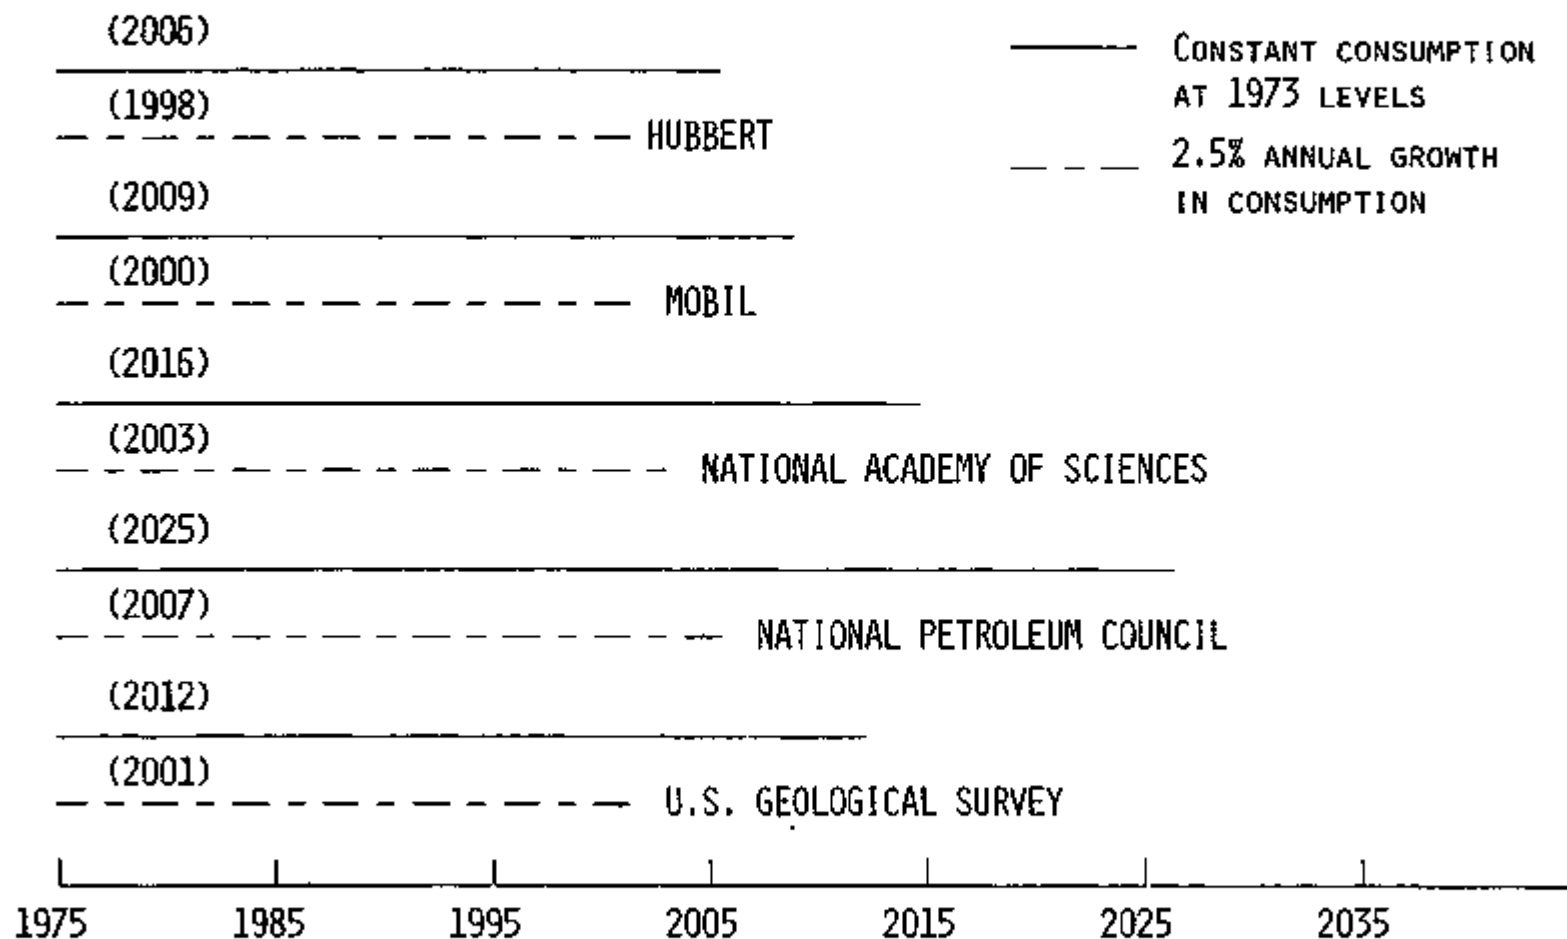 (2006)
CONSTANT CONSUMPTION
AT 1973 LEVELS
(1998)
HUBBERT
2.5% ANNUAL GROWTH
IN CONSUMPTION
(2009)
(2000)
MOBIL
(2016)
(2003)
NATIONAL ACADEMY OF SCIENCES
(2025)
(2007)
NATIONAL PETROLEUM COUNCIL
(2012)
(2001)
U.S. GEOLOGICAL SURVEY
1975 1985 1995 2005 2015 2025 2035